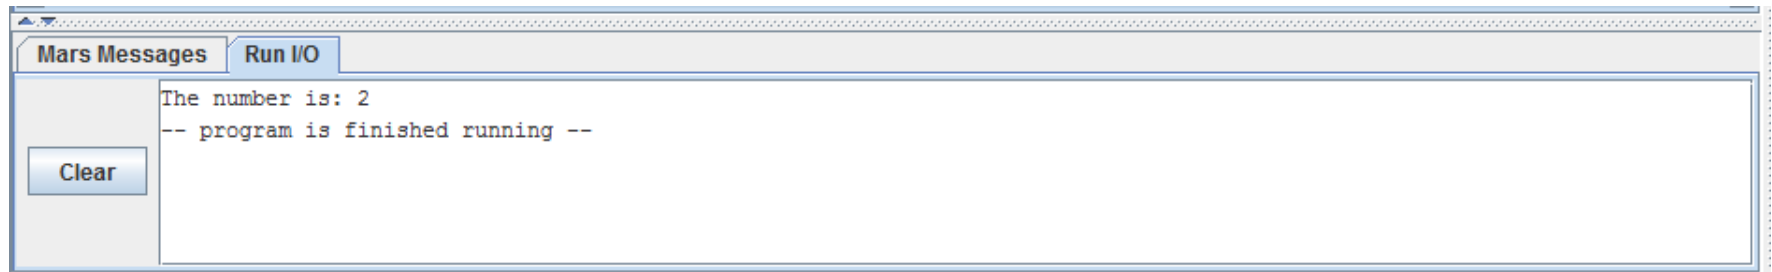 Mars Messages Run I/O
The number is: 2
-- program is finished running --
Clear